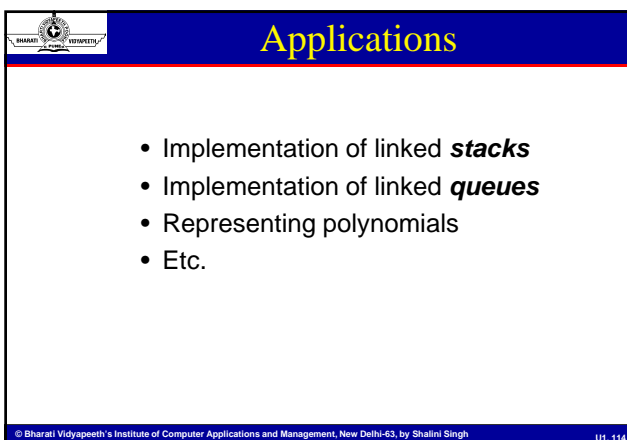 BHARATI VIDYAPEETH
PUNE
Applications
• Implementation of linked stacks
• Implementation of linked queues
• Representing polynomials
• Etc.
© Bharati Vidyapeeth's Institute of Computer Applications and Management, New Delhi-63, by Shalini Singh
U1. 114